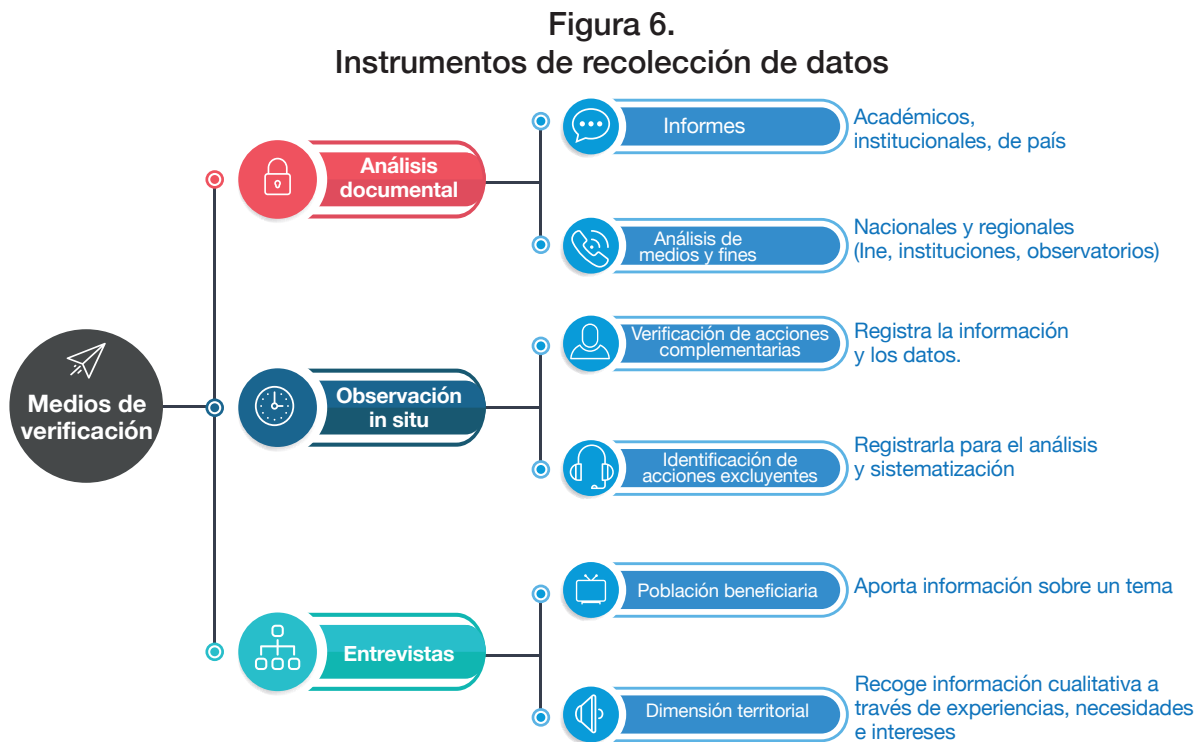 Figura 6.
Instrumentos de recolección de datos
Medios de
verificación
Análisis
documental
Informes
Académicos,
institucionales, de país
Análisis de
medios y fines
Nacionales y regionales
(Ine, instituciones, observatorios)
Observación
in situ
Verificación de acciones
complementarias
Registra la información
y los datos.
Identificación de
acciones excluyentes
Registrarla para el análisis
y sistematización
Entrevistas
Población beneficiaria
Aporta información sobre un tema
Dimensión territorial
Recoge información cualitativa a
través de experiencias, necesidades
e intereses